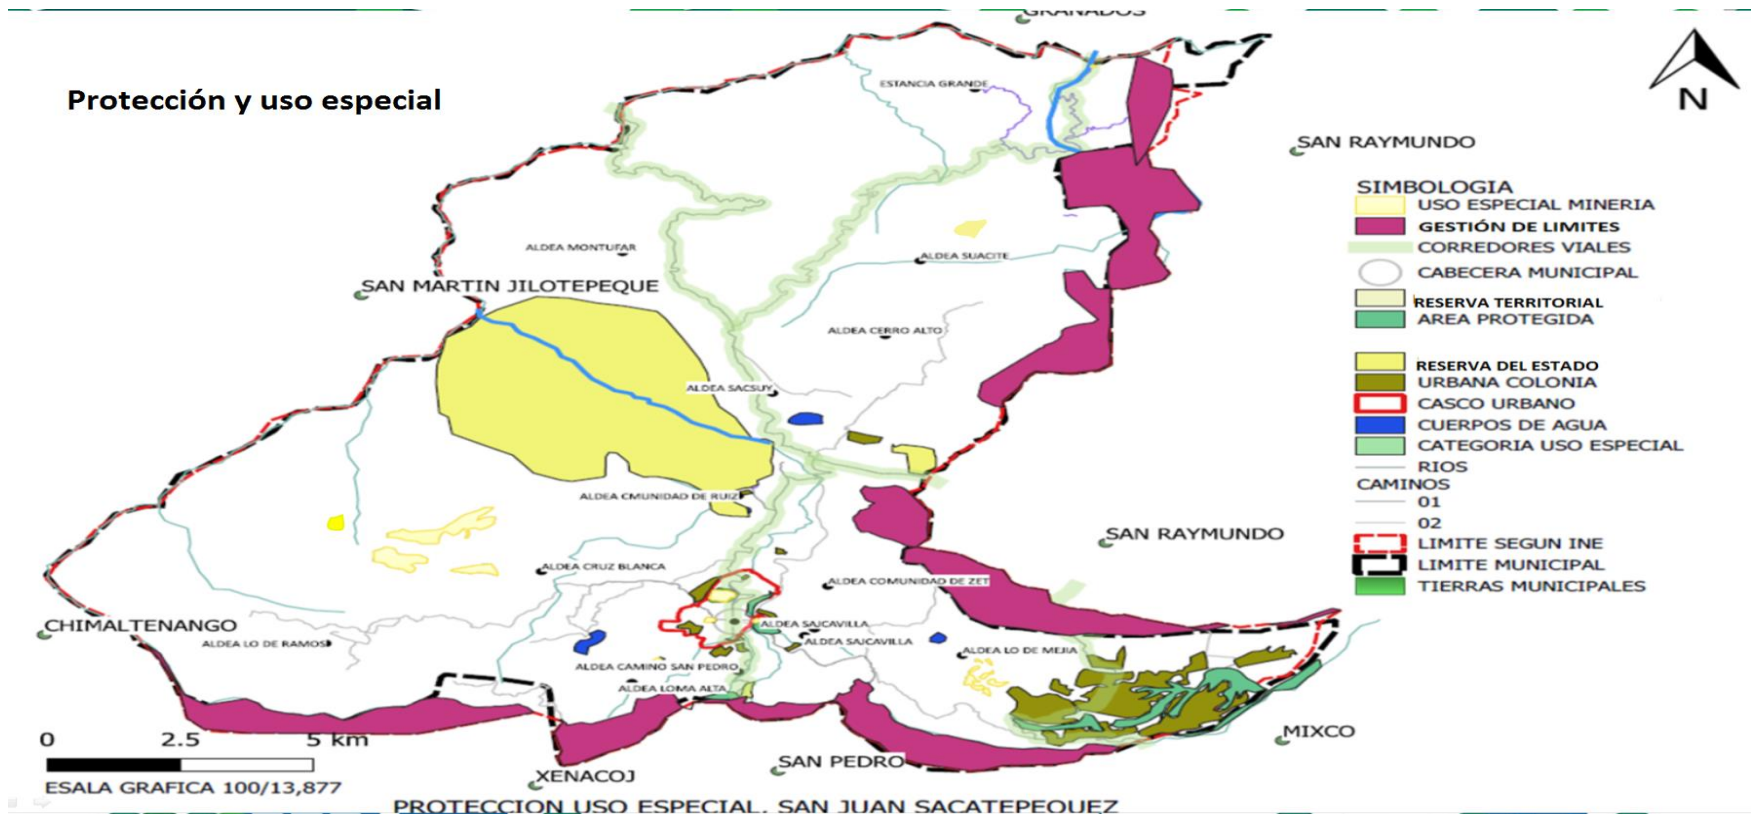 GRANADOS
Protección y uso especial
ESTANCIA GRANDE
N
SAN RAYMUNDO
SIMBOLOGIA
USO ESPECIAL MINERIA
GESTIÓN DE LIMITES
CORREDORES VIALES
CABECERA MUNICIPAL
RESERVA TERRITORIAL
AREA PROTEGIDA
RESERVA DEL ESTADO
URBANA COLONIA
CASCO URBANO
CUERPOS DE AGUA
CATEGORIA USO ESPECIAL
RIOS
CAMINOS
01
02
LIMITE SEGUN INE
LIMITE MUNICIPAL
TIERRAS MUNICIPALES
ALDEA MONTUFAR
ALDEA SUACITE
SAN MARTIN JILOTEPEQUE
ALDEA CERRO ALTO
ALDEA SACSUY
ALDEA CMUNIDAD DE RUIZ
SAN RAYMUNDO
ALDEA CRUZ BLANCA
ALDEA COMUNIDAD DE ZET
CHIMALTENANGO
ALDEA LO DE RAMOS
ALDEA SAJCAVILLA
ALDEA SAJCAVILLA
ALDEA LO DE MEJIA
ALDEA CAMINO SAN PEDRO
ALDEA LOMA ALTA
0 2.5 5 km
ESALA GRAFICA 100/13,877
MIXCO
SAN PEDRO
XENACOJ
PROTECCION USO ESPECIAL. SAN JUAN SACATEPEQUEZ